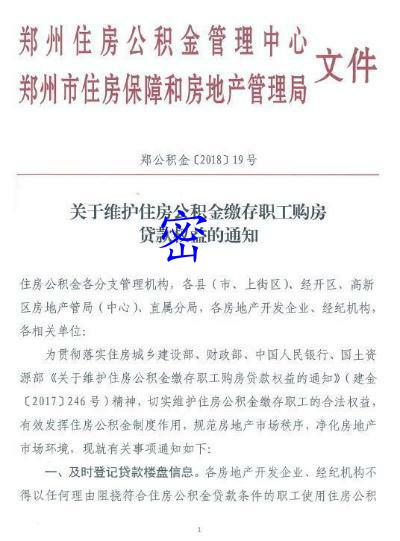 郑州住房公积金管理中心
郑州市住房保障和房地产管理局
文件
郑公积金〔2018〕19号
关于维护住房公积金缴存职工购房
贷款权益的通知
密
住房公积金各分支管理机构，各县（市、上街区）、经开区、高新
区房地产管局（中心）、直属分局，各房地产开发企业、经纪机构，
各相关单位：
为贯彻落实住房城乡建设部、财政部、中国人民银行、国土资
源部《关于维护住房公积金缴存职工购房贷款权益的通知》（建金
〔2017〕246号）精神，切实维护住房公积金缴存职工的合法权益，
有效发挥住房公积金制度作用，规范房地产市场秩序，净化房地产
市场环境，现就有关事项通知如下：
一、及时登记贷款楼盘信息。各房地产开发企业、经纪机构不
得以任何理由阻挠符合住房公积金贷款条件的职工使用住房公积
1